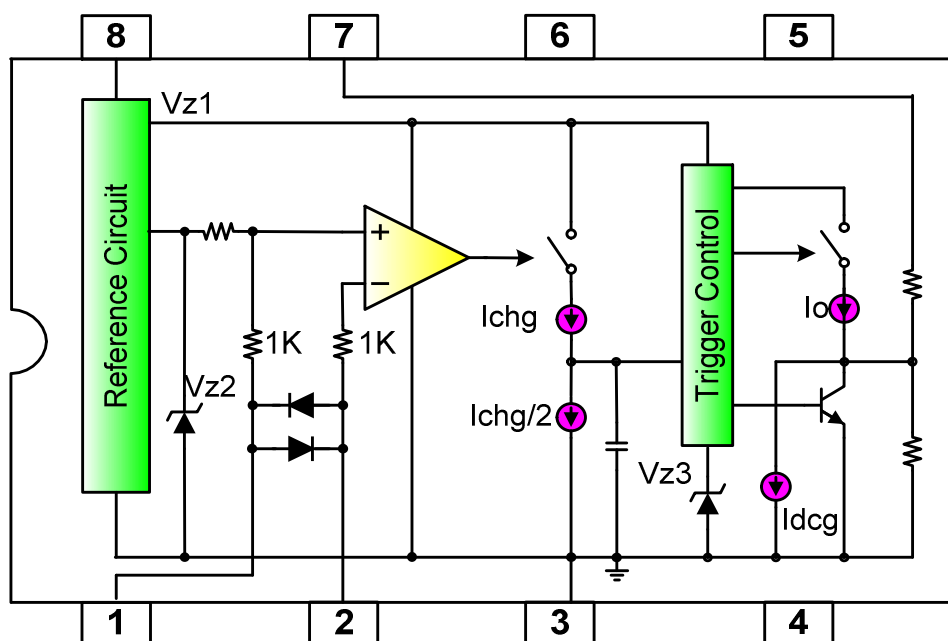 8
7
6
5
Vz1
Reference Circuit
+
−
Trigger Control
Ichg
Io
1K
1K
Vz2
Ichg/2
Vz3
Idcg
1
2
3
4